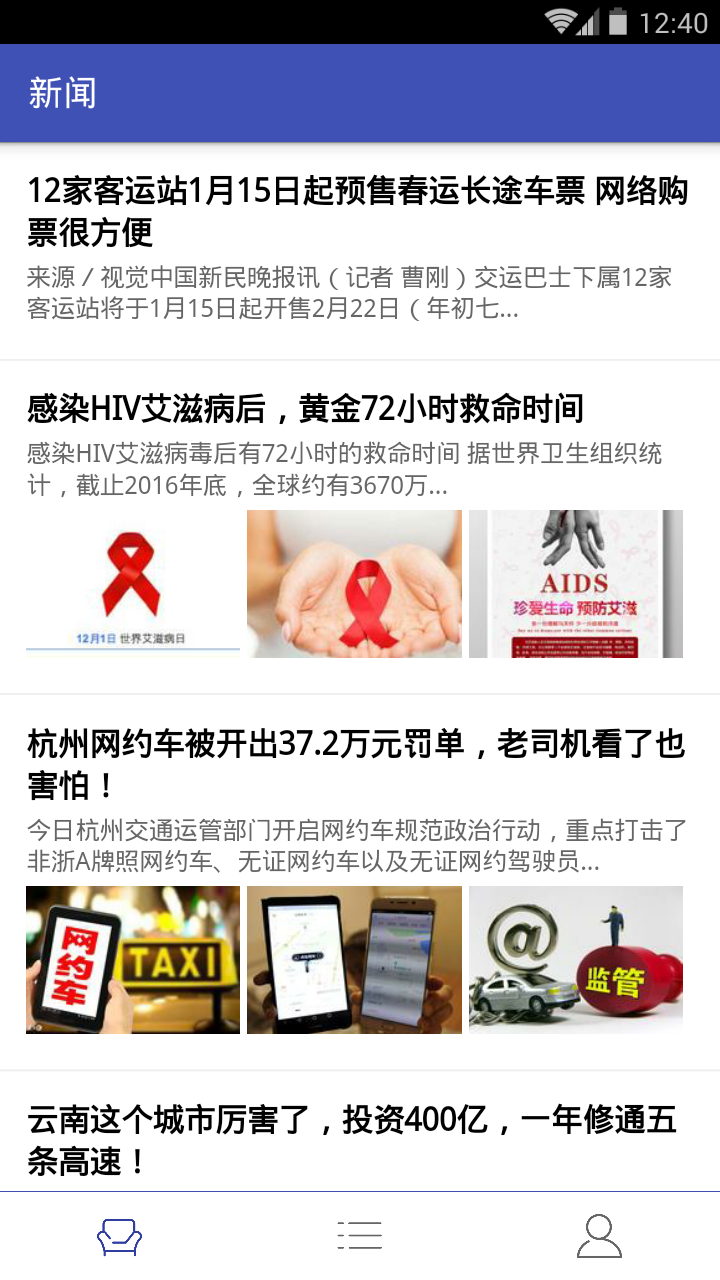 12:40
新闻
12家客运站1月15日起预售春运长途车票 网络购
票很方便
来源 / 视觉中国新民晚报讯（记者 曹刚）交运巴士下属12家
客运站将于1月15日起开售2月22日（年初七...
感染HIV艾滋病后，黄金72小时救命时间
感染HIV艾滋病毒后有72小时的救命时间 据世界卫生组织统
计，截止2016年底，全球约有3670万...
12月1日 世界艾滋病日
AIDS
珍爱生命 预防艾滋
杭州网约车被开出37.2万元罚单，老司机看了也
害怕！
今日杭州交通运管部门开启网约车规范政治行动，重点打击了
非浙A牌照网约车、无证网约车以及无证网约驾驶员...
网约车
TAXI
@
监管
云南这个城市厉害了，投资400亿，一年修通五
条高速！